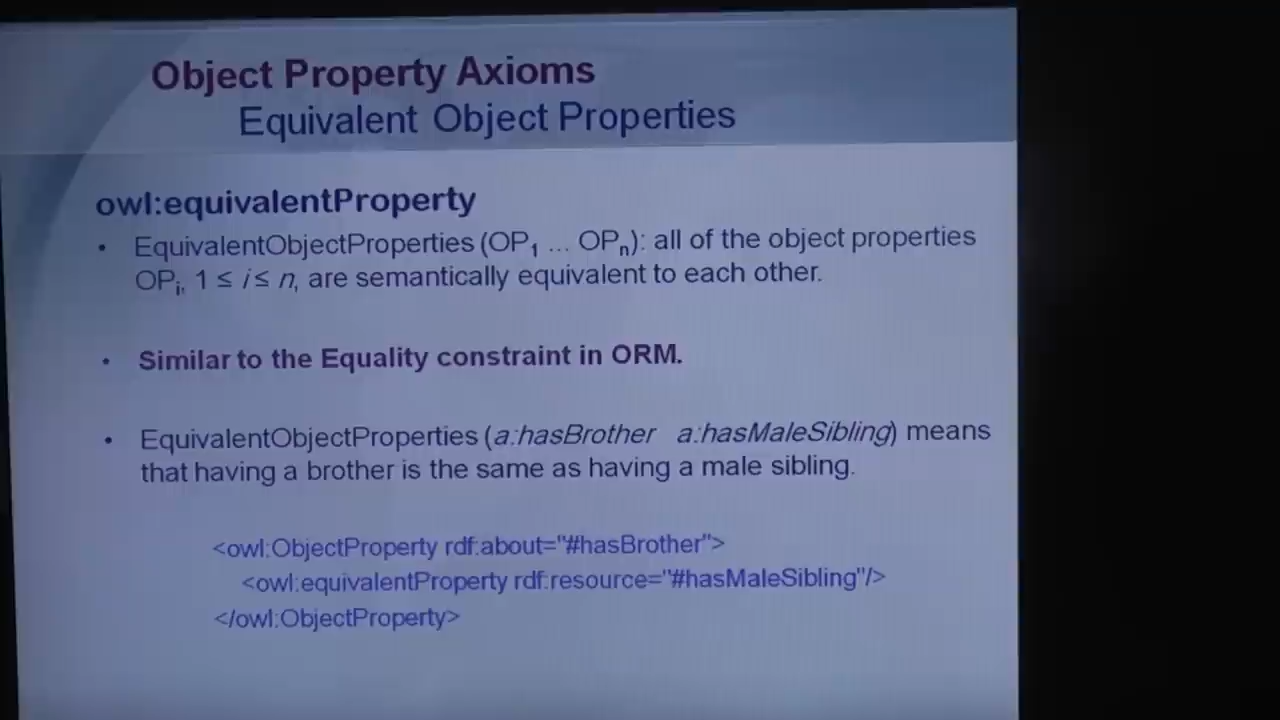 Object Property Axioms
Equivalent Object Properties
owl:equivalentProperty
• EquivalentObjectProperties (OP1 ... OPn): all of the object properties
OPi, 1 ≤ i ≤ n, are semantically equivalent to each other.
• Similar to the Equality constraint in ORM.
• EquivalentObjectProperties (a:hasBrother a:hasMaleSibling) means
that having a brother is the same as having a male sibling.
<owl:ObjectProperty rdf:about="#hasBrother">
<owl:equivalentProperty rdf:resource="#hasMaleSibling"/>
</owl:ObjectProperty>